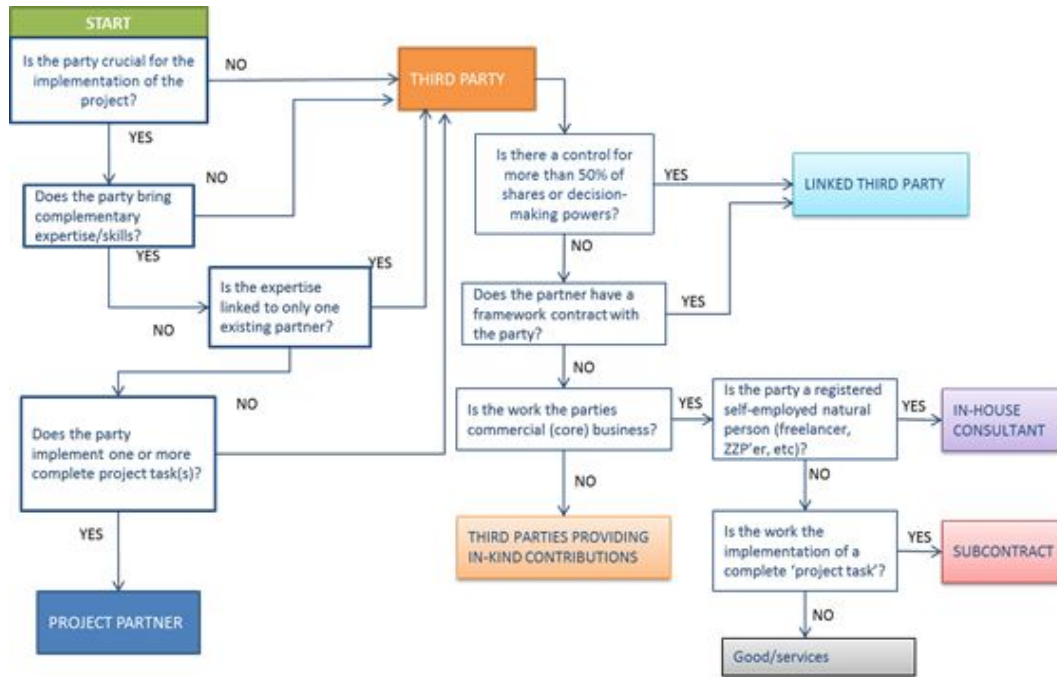 START
Is the party crucial for the
implementation of the
project?
NO
THIRD PARTY
YES
Does the party bring
complementary
expertise/skills?
NO
YES
Is the expertise
linked to only one
existing partner?
YES
NO
Does the party
implement one or more
complete project task(s)?
NO
YES
PROJECT PARTNER
Is there a control for
more than 50% of
shares or decision-
making powers?
YES
LINKED THIRD PARTY
NO
Does the partner have a
framework contract with
the party?
YES
NO
Is the work the parties
commercial (core) business?
YES
NO
THIRD PARTIES PROVIDING
IN-KIND CONTRIBUTIONS
Is the party a registered
self-employed natural
person (freelancer,
ZZP'er, etc)?
YES
IN-HOUSE
CONSULTANT
NO
Is the work the
implementation of a
complete 'project task'?
YES
SUBCONTRACT
NO
Good/services